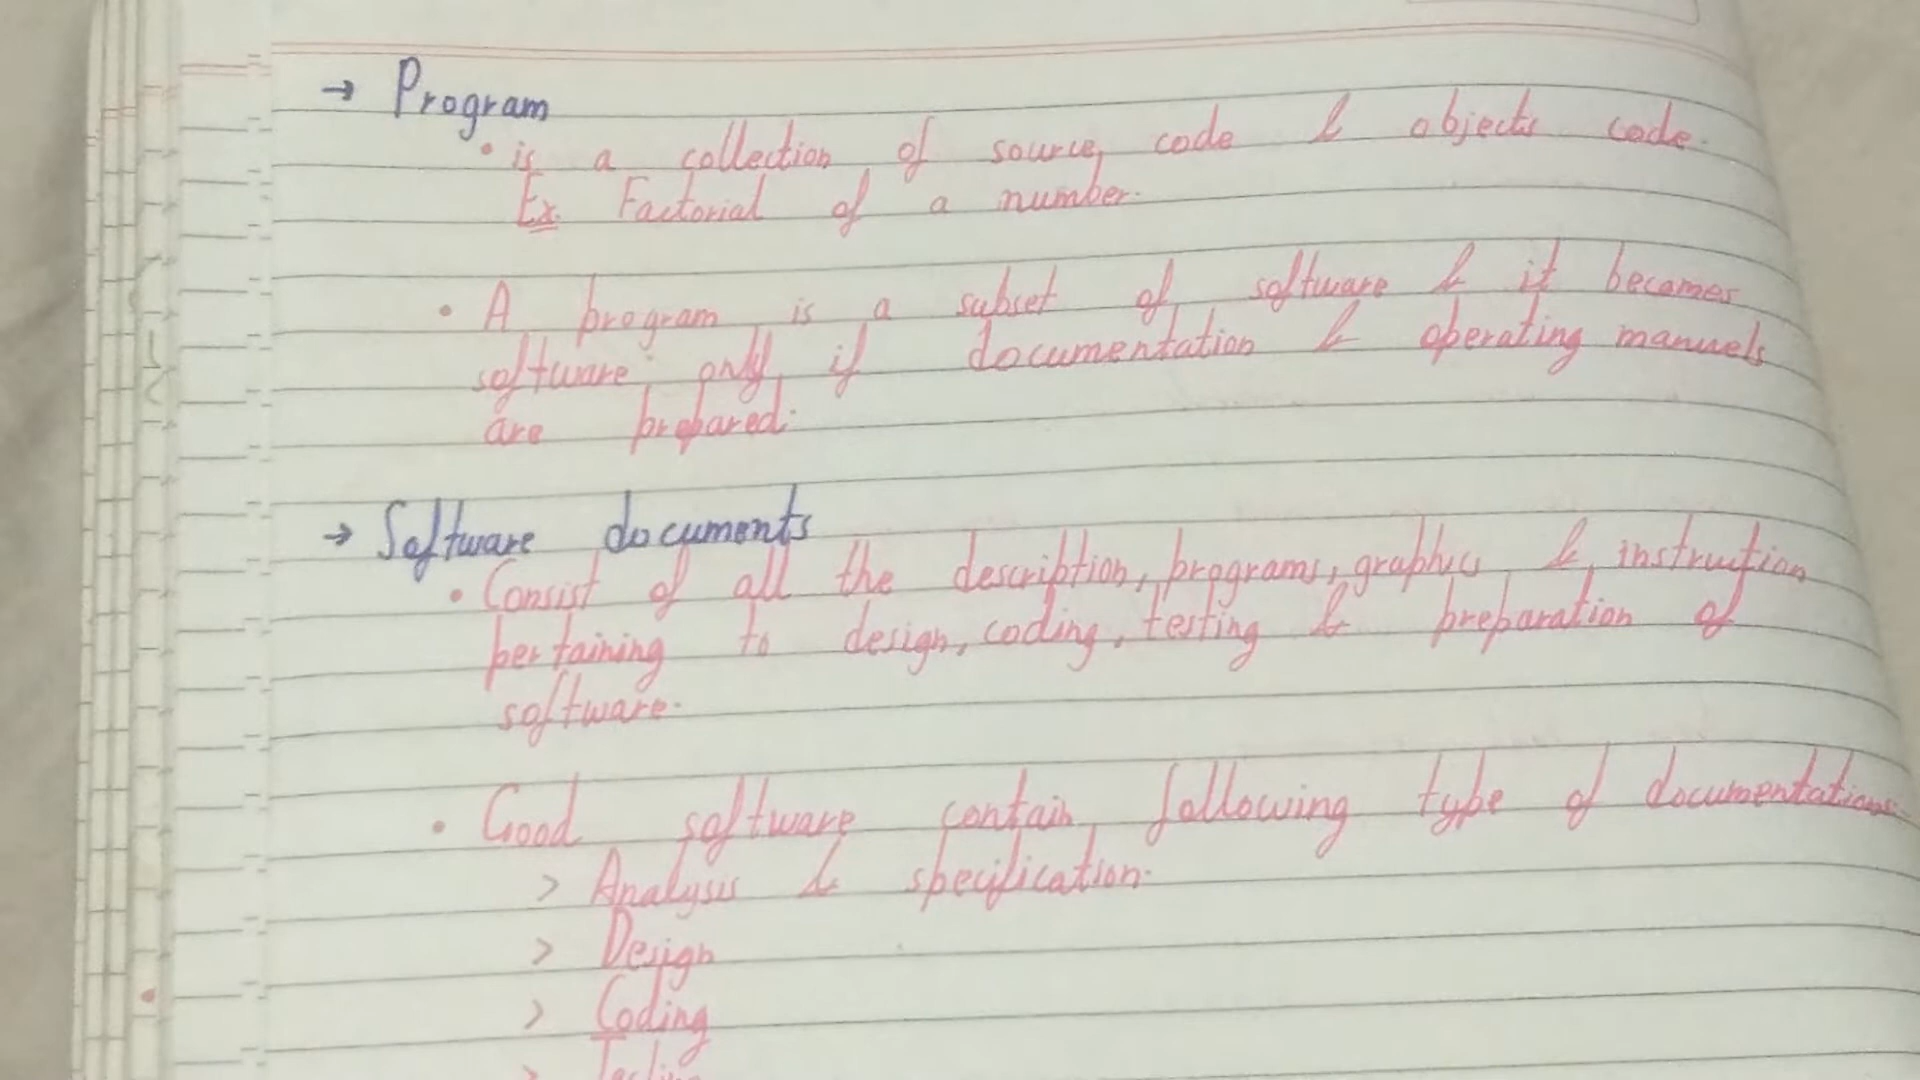 → Program
• is a collection of source code & objects code.
Ex. Factorial of a number.
• A program is a subset of software & it becomes
software only if documentation & operating manuels
are prepared.
→ Software documents
• Consist of all the description, programs, graphics & instruction
pertaining to design, coding, testing & preparation of
software.
• Good software contain following type of documentations
> Analysis & specification.
> Design
> Coding
> Testing